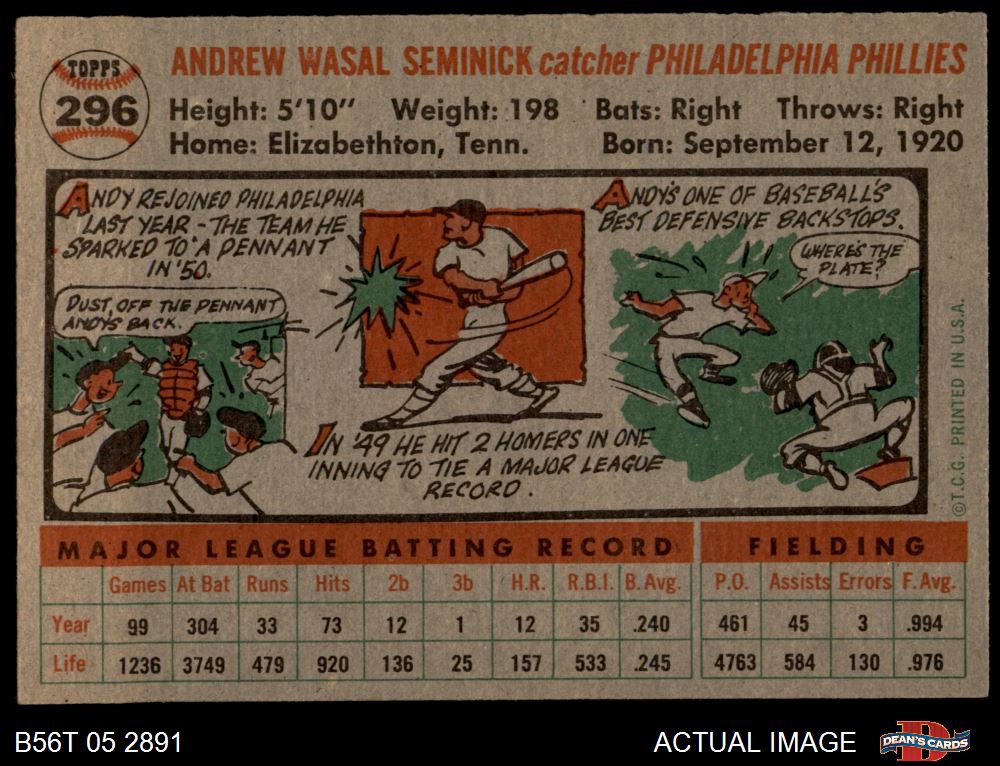 TOPPS
296
ANDREW WASAL SEMINICK catcher PHILADELPHIA PHILLIES
Height: 5'10" Weight: 198 Bats: Right Throws: Right
Home: Elizabethton, Tenn. Born: September 12, 1920
ANDY REJOINED PHILADELPHIA
LAST YEAR - THE TEAM HE
SPARKED TO A PENNANT
IN '50.
DUST OFF THE PENNANT
ANDY'S BACK.
IN '49 HE HIT 2 HOMERS IN ONE
INNING TO TIE A MAJOR LEAGUE
RECORD.
ANDY'S ONE OF BASEBALL'S
BEST DEFENSIVE BACKSTOPS.
WHERE'S THE
PLATE?
©T.C.G. PRINTED IN U.S.A.
MAJOR LEAGUE BATTING RECORD FIELDING
Games At Bat Runs Hits 2b 3b H.R. R.B.I. B. Avg. P.O. Assists Errors F. Avg.
Year 99 304 33 73 12 1 12 35 .240 461 45 3 .994
Life 1236 3749 479 920 136 25 157 533 .245 4763 584 130 .976
B56T 05 2891 ACTUAL IMAGE
D
DEAN'S CARDS